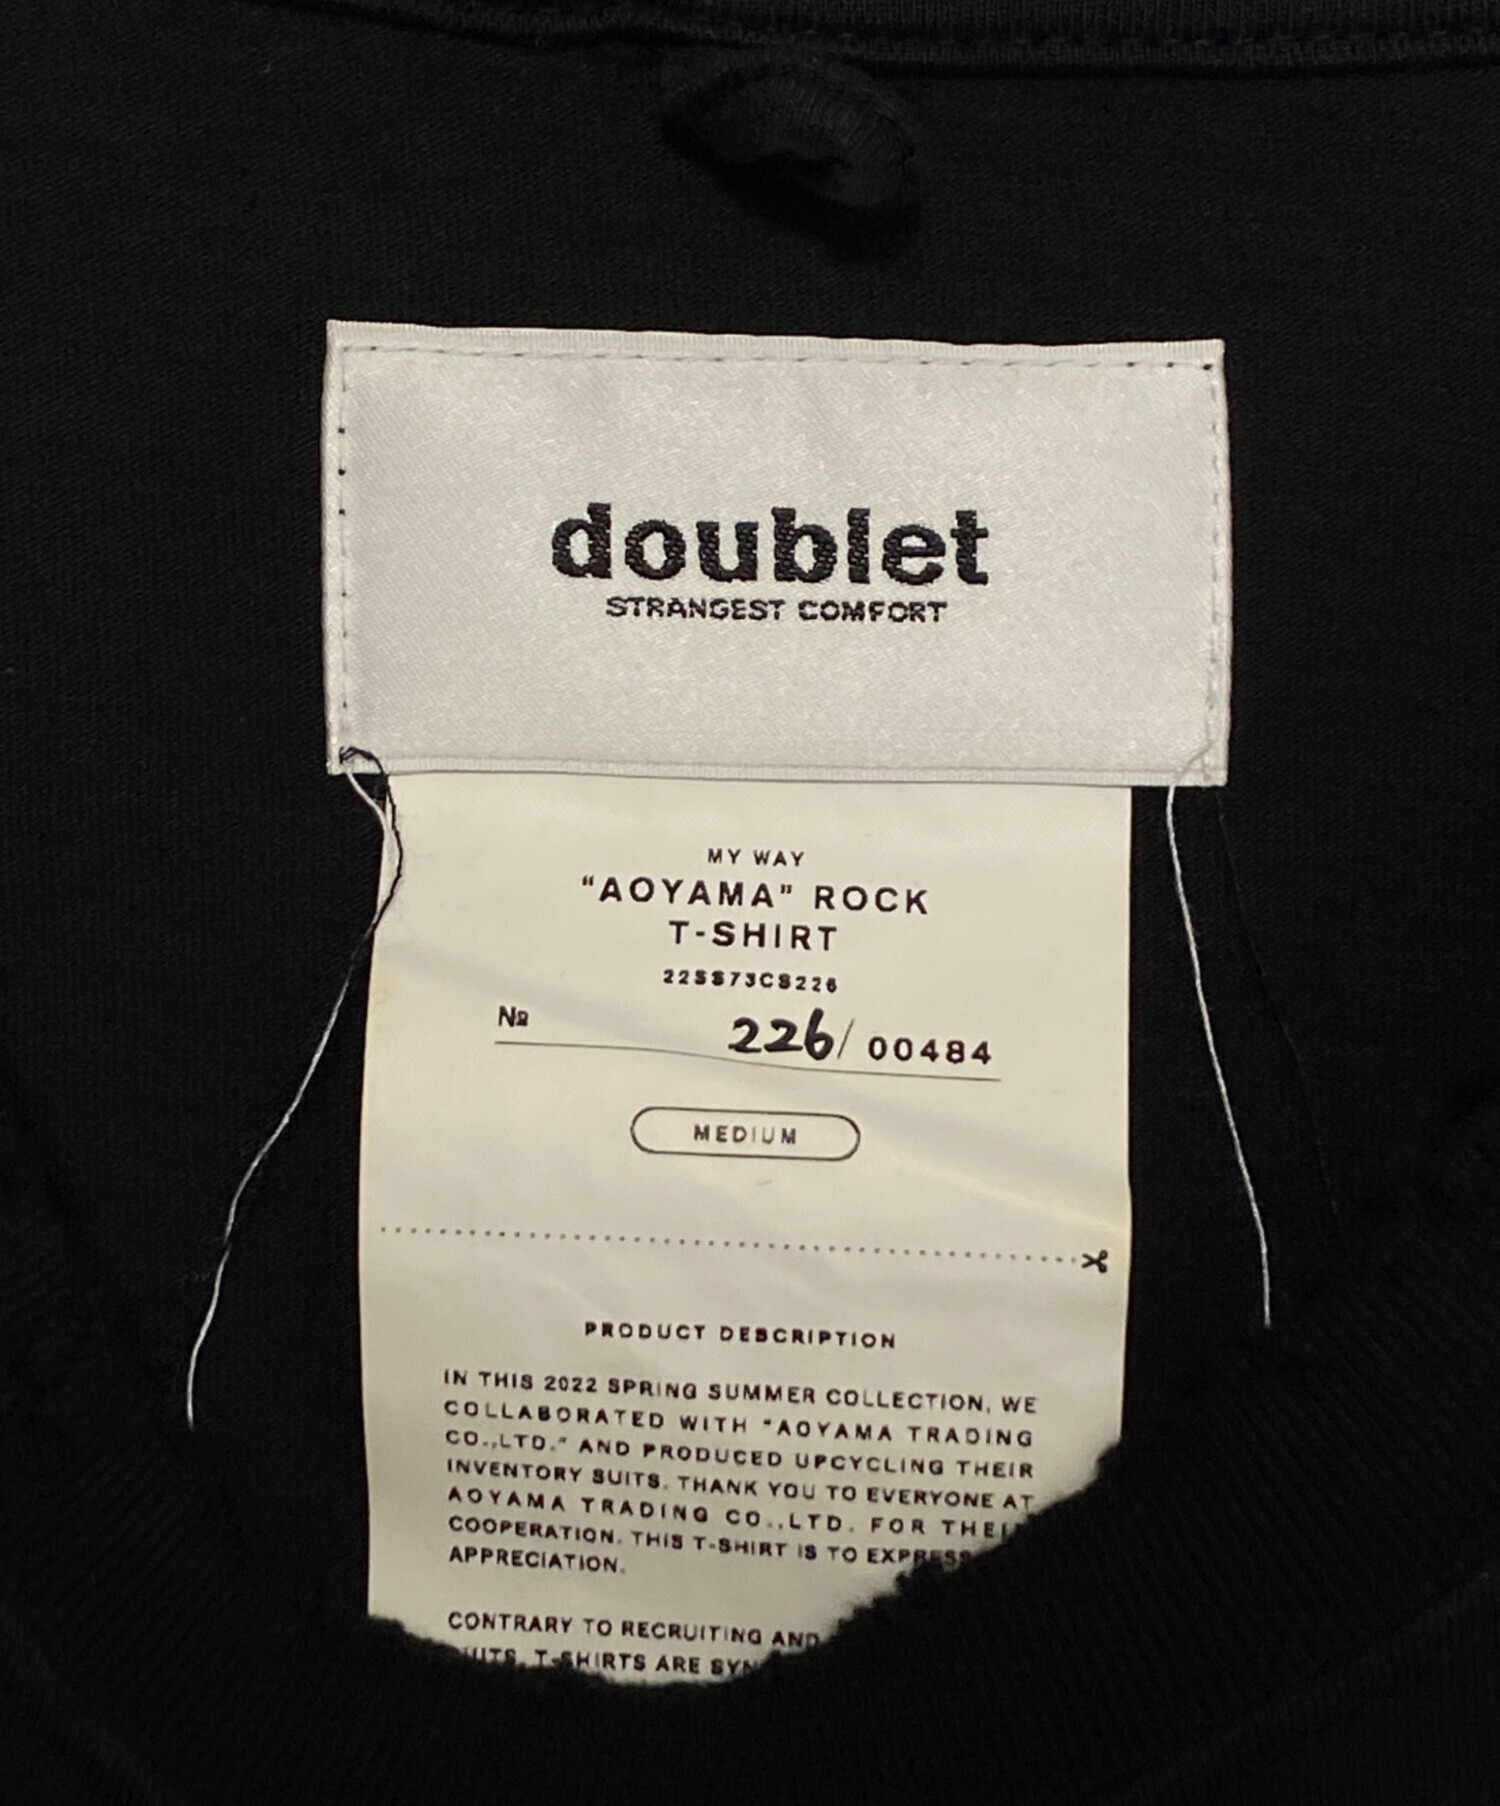 doublet
STRANGEST COMFORT
MY WAY
"AOYAMA" ROCK
T-SHIRT
22SS73CS226
№ 226/ 00484
MEDIUM
PRODUCT DESCRIPTION
IN THIS 2022 SPRING SUMMER COLLECTION, WE
COLLABORATED WITH "AOYAMA TRADING
CO.,LTD." AND PRODUCED UPCYCLING THEIR
INVENTORY SUITS. THANK YOU TO EVERYONE AT
AOYAMA TRADING CO.,LTD. FOR THEIR
COOPERATION. THIS T-SHIRT IS TO EXPRESS
APPRECIATION.
CONTRARY TO RECRUITING AND
T-SHIRTS ARE